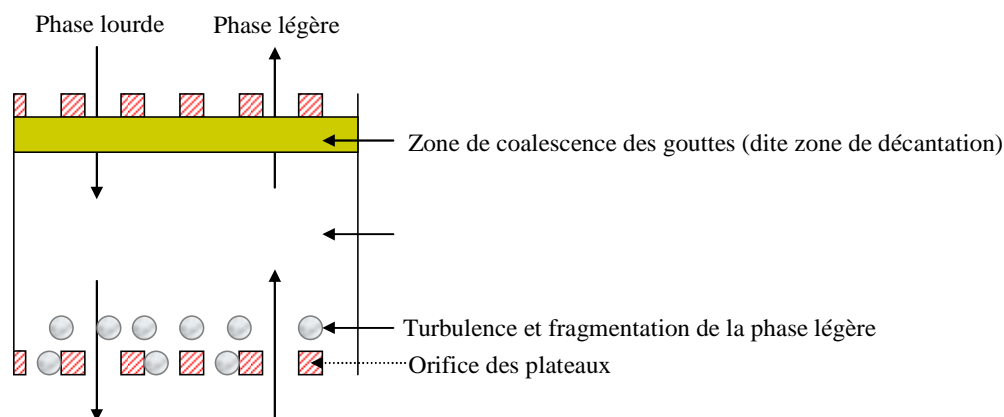 Phase lourde
Phase légère
Zone de coalescence des gouttes (dite zone de décantation)
Turbulence et fragmentation de la phase légère
Orifice des plateaux